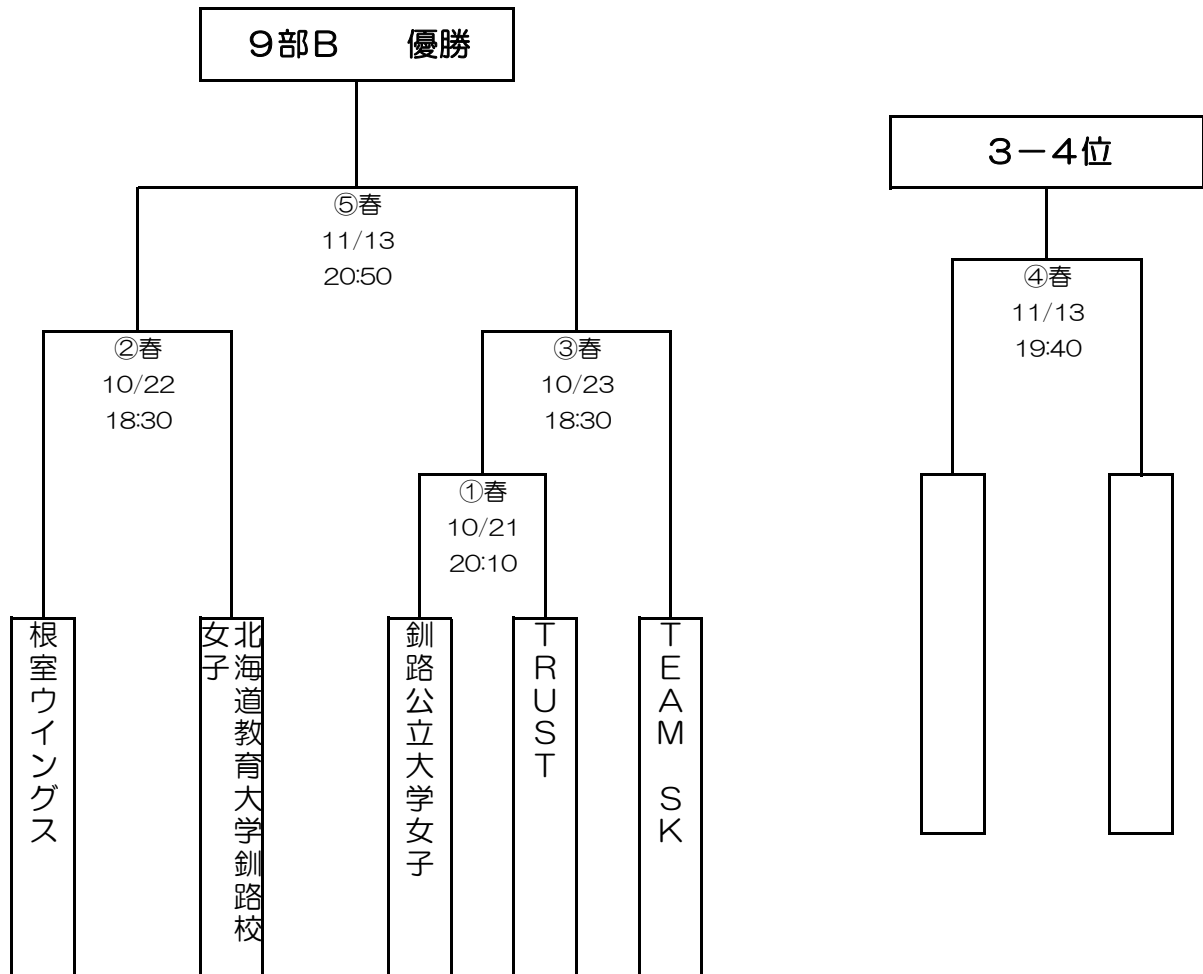 9部B　　優勝
3－4位
⑤春
11/13
20:50
④春
11/13
19:40
②春
10/22
18:30
③春
10/23
18:30
①春
10/21
20:10
根室ウイングス
北海道教育大学釧路校
女子
釧路公立大学女子
TRUST
TEAM　SK